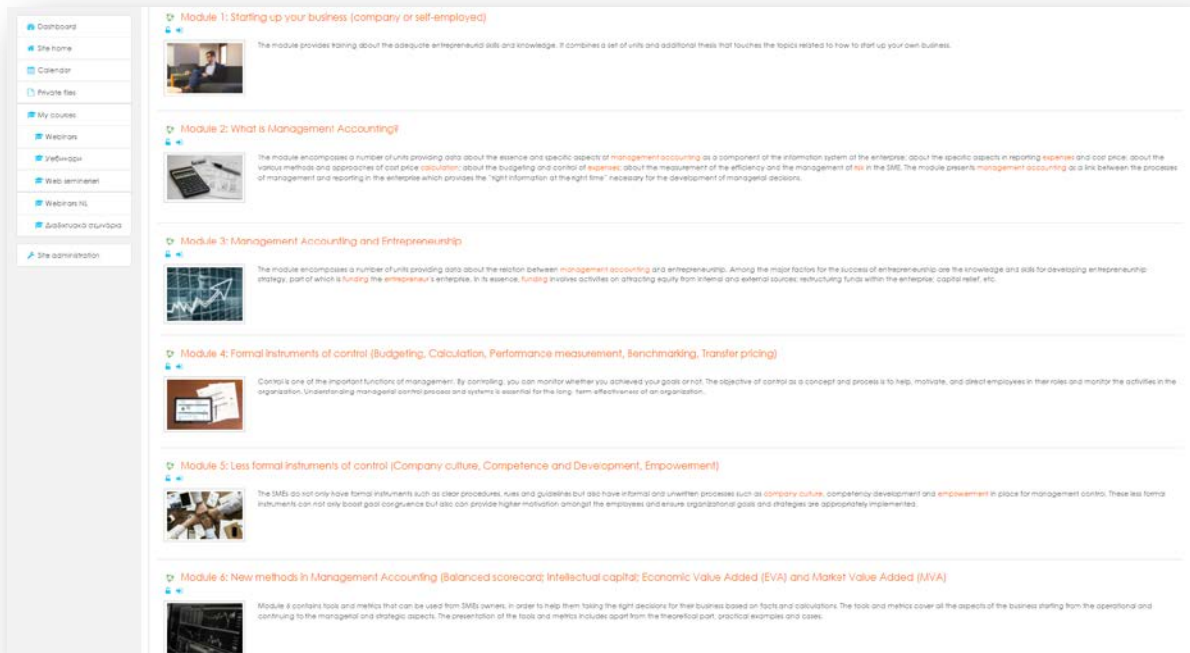 Dashboard
Site home
Calendar
Private files
My courses
Webinars
Уебинари
Web semineret
Webinars NL
Διαδικτυακά σεμινάρια
Site administration
Module 1: Starting up your business (company or self-employed)
The module provides training about the adequate entrepreneurial skills and knowledge. It combines a set of units and additional thesis that touches the topics related to how to start up your own business.
Module 2: What is Management Accounting?
The module encompasses a number of units providing data about the essence and specific aspects of management accounting as a component of the information system of the enterprise; about the specific aspects in reporting expenses and cost price; about the
various methods and approaches of cost price calculation; about the budgeting and control of expenses; about the measurement of the efficiency and the management of risk in the SME. The module presents management accounting as a link between the processes
of management and reporting in the enterprise which provides the "right information at the right time" necessary for the development of managerial decisions.
Module 3: Management Accounting and Entrepreneurship
The module encompasses a number of units providing data about the relation between management accounting and entrepreneurship. Among the major factors for the success of entrepreneurship are the knowledge and skills for developing entrepreneurship
strategy, part of which is funding the entrepreneur's enterprise. In its essence, funding involves activities on attracting equity from internal and external sources; restructuring funds within the enterprise; capital relief, etc.
Module 4: Formal instruments of control (Budgeting, Calculation, Performance measurement, Benchmarking, Transfer pricing)
Control is one of the important functions of management. By controlling, you can monitor whether you achieved your goals or not. The objective of control as a concept and process is to help, motivate, and direct employees in their roles and monitor the activities in the
organization. Understanding managerial control process and systems is essential for the long- term effectiveness of an organization.
Module 5: Less formal instruments of control (Company culture, Competence and Development, Empowerment)
The SMEs do not only have formal instruments such as clear procedures, rules and guidelines but also have informal and unwritten processes such as company culture, competency development and empowerment in place for management control. These less formal
instruments can not only boost goal congruence but also can provide higher motivation amongst the employees and ensure organizational goals and strategies are appropriately implemented.
Module 6: New methods in Management Accounting (Balanced scorecard; Intellectual capital; Economic Value Added (EVA) and Market Value Added (MVA)
Module 6 contains tools and metrics that can be used from SMEs owners, in order to help them taking the right decisions for their business based on facts and calculations. The tools and metrics cover all the aspects of the business starting from the operational and
continuing to the managerial and strategic aspects. The presentation of the tools and metrics includes apart from the theoretical part, practical examples and cases.